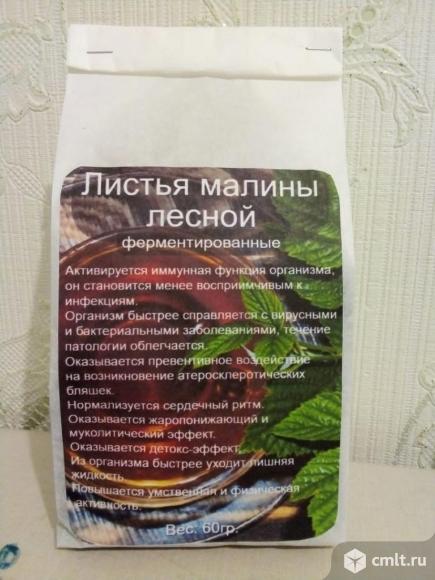 Листья малины
лесной
ферментированные
Активируется иммунная функция организма,
он становится менее восприимчивым к
инфекциям.
Организм быстрее справляется с вирусными
и бактериальными заболеваниями, течение
патологии облегчается.
Оказывается превентивное воздействие
на возникновение атеросклеротических
бляшек.
Нормализуется сердечный ритм.
Оказывается жаропонижающий и
муколитический эффект.
Оказывается детокс-эффект,
Из организма быстрее уходит лишняя
жидкость.
Повышается умственная и физическая
активность.
Вес: 60гр.
cmlt.ru